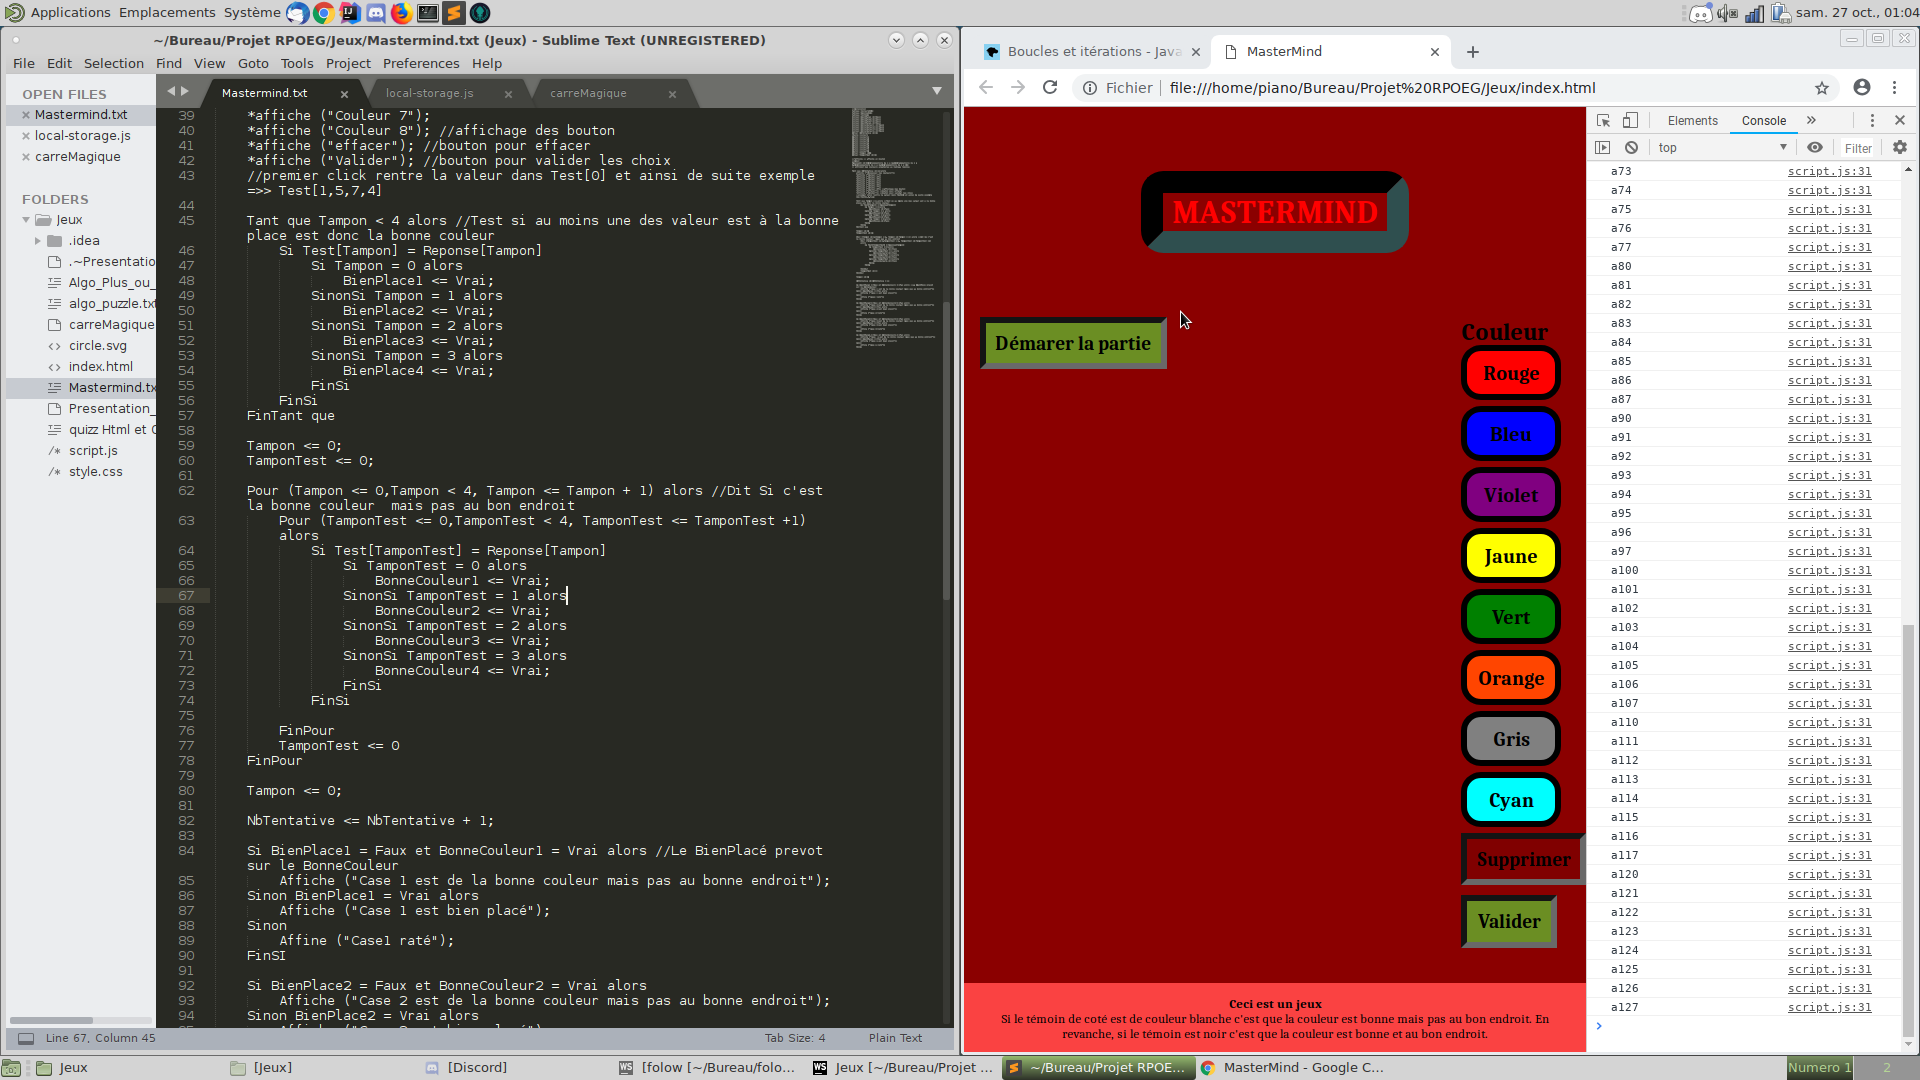 Applications Emplacements Système sam. 27 oct., 01:04
~/Bureau/Projet RPOEG/Jeux/Mastermind.txt (Jeux) - Sublime Text (UNREGISTERED)
File Edit Selection Find View Goto Tools Project Preferences Help
OPEN FILES
Mastermind.txt
local-storage.js
carreMagique
FOLDERS
Jeux
.idea
.~Presentatio
Algo_Plus_ou_
algo_puzzle.txt
carreMagique
circle.svg
index.html
Mastermind.tx
Presentation_
quizz Html et C
script.js
style.css
Mastermind.txt local-storage.js carreMagique
39 *affiche ("Couleur 7");
40 *affiche ("Couleur 8"); //affichage des bouton
41 *affiche ("effacer"); //bouton pour effacer
42 *affiche ("Valider"); //bouton pour valider les choix
43 //premier click rentre la valeur dans Test[0] et ainsi de suite exemple
=>> Test[1,5,7,4]
44
45 Tant que Tampon < 4 alors //Test si au moins une des valeur est à la bonne
place est donc la bonne couleur
46 Si Test[Tampon] = Reponse[Tampon]
47 Si Tampon = 0 alors
48 BienPlace1 <= Vrai;
49 SinonSi Tampon = 1 alors
50 BienPlace2 <= Vrai;
51 SinonSi Tampon = 2 alors
52 BienPlace3 <= Vrai;
53 SinonSi Tampon = 3 alors
54 BienPlace4 <= Vrai;
55 FinSi
56 FinSi
57 FinTant que
58
59 Tampon <= 0;
60 TamponTest <= 0;
61
62 Pour (Tampon <= 0,Tampon < 4, Tampon <= Tampon + 1) alors //Dit Si c'est
la bonne couleur  mais pas au bon endroit
63 Pour (TamponTest <= 0,TamponTest < 4, TamponTest <= TamponTest +1)
alors
64 Si Test[TamponTest] = Reponse[Tampon]
65 Si TamponTest = 0 alors
66 BonneCouleur1 <= Vrai;
67 SinonSi TamponTest = 1 alors
68 BonneCouleur2 <= Vrai;
69 SinonSi TamponTest = 2 alors
70 BonneCouleur3 <= Vrai;
71 SinonSi TamponTest = 3 alors
72 BonneCouleur4 <= Vrai;
73 FinSi
74 FinSi
75
76 FinPour
77 TamponTest <= 0
78 FinPour
79
80 Tampon <= 0;
81
82 NbTentative <= NbTentative + 1;
83
84 Si BienPlace1 = Faux et BonneCouleur1 = Vrai alors //Le BienPlacé prevot
sur le BonneCouleur
85 Affiche ("Case 1 est de la bonne couleur mais pas au bonne endroit");
86 Sinon BienPlace1 = Vrai alors
87 Affiche ("Case 1 est bien placé");
88 Sinon
89 Affine ("Case1 raté");
90 FinSI
91
92 Si BienPlace2 = Faux et BonneCouleur2 = Vrai alors
93 Affiche ("Case 2 est de la bonne couleur mais pas au bonne endroit");
94 Sinon BienPlace2 = Vrai alors
Line 67, Column 45 Tab Size: 4 Plain Text
Boucles et itérations - Java MasterMind
Fichier file:///home/piano/Bureau/Projet%20RPOEG/Jeux/index.html
MASTERMIND
Démarer la partie
Couleur
Rouge
Bleu
Violet
Jaune
Vert
Orange
Gris
Cyan
Supprimer
Valider
Ceci est un jeux
Si le témoin de coté est de couleur blanche c'est que la couleur est bonne mais pas au bon endroit. En
revanche, si le témoin est noir c'est que la couleur est bonne et au bon endroit.
Elements Console »
top Filter
a73 script.js:31
a74 script.js:31
a75 script.js:31
a76 script.js:31
a77 script.js:31
a80 script.js:31
a81 script.js:31
a82 script.js:31
a83 script.js:31
a84 script.js:31
a85 script.js:31
a86 script.js:31
a87 script.js:31
a90 script.js:31
a91 script.js:31
a92 script.js:31
a93 script.js:31
a94 script.js:31
a95 script.js:31
a96 script.js:31
a97 script.js:31
a100 script.js:31
a101 script.js:31
a102 script.js:31
a103 script.js:31
a104 script.js:31
a105 script.js:31
a106 script.js:31
a107 script.js:31
a110 script.js:31
a111 script.js:31
a112 script.js:31
a113 script.js:31
a114 script.js:31
a115 script.js:31
a116 script.js:31
a117 script.js:31
a120 script.js:31
a121 script.js:31
a122 script.js:31
a123 script.js:31
a124 script.js:31
a125 script.js:31
a126 script.js:31
a127 script.js:31
Jeux [Jeux] [Discord] [folow [~/Bureau/folo... Jeux [~/Bureau/Projet ... ~/Bureau/Projet RPOE... MasterMind - Google C... Numero 1 2